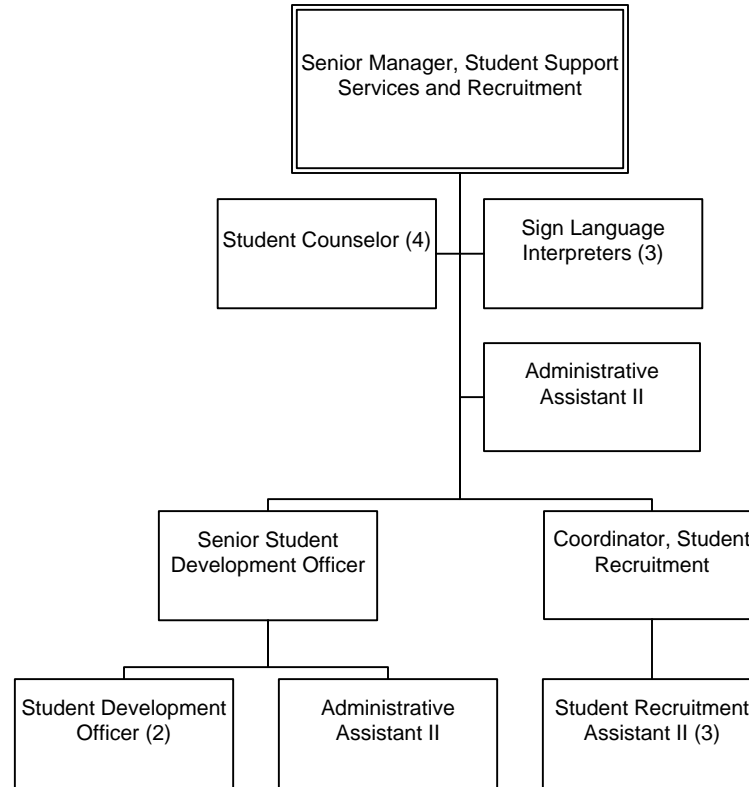 Senior Manager, Student Support
Services and Recruitment
Student Counselor (4)
Sign Language
Interpreters (3)
Administrative
Assistant II
Senior Student
Development Officer
Coordinator, Student
Recruitment
Student Development
Officer (2)
Administrative
Assistant II
Student Recruitment
Assistant II (3)